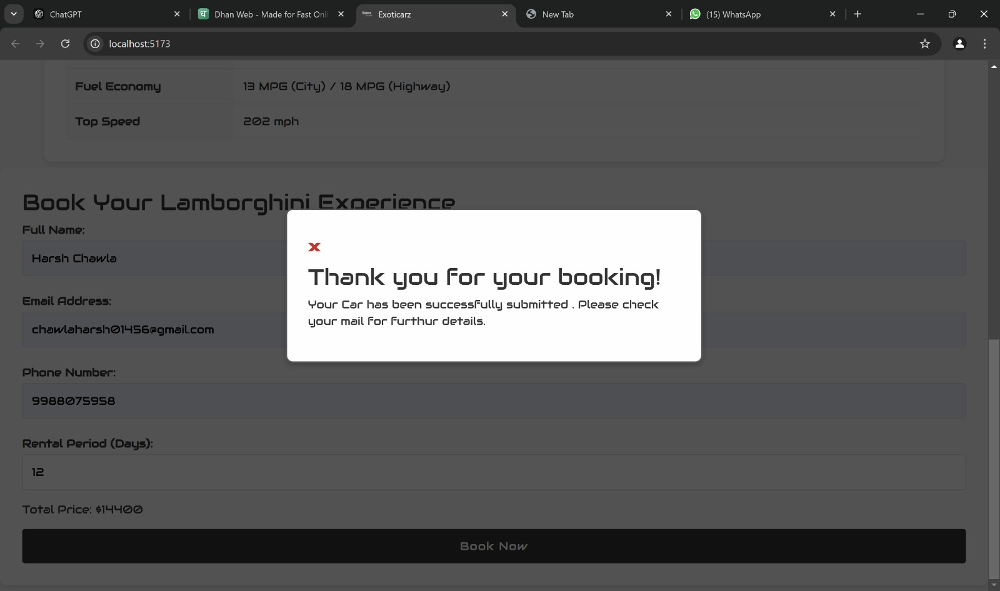 ChatGPT
Dhan Web - Made for Fast Onli
Exoticarz
New Tab
(15) WhatsApp
localhost:5173
Fuel Economy 13 MPG (City) / 18 MPG (Highway)
Top Speed 202 mph
Book Your Lamborghini Experience
Full Name:
Harsh Chawla
x
Thank you for your booking!
Your Car has been successfully submitted . Please check
your mail for furthur details.
Email Address:
chawlaharsh01456@gmail.com
Phone Number:
9988075958
Rental Period (Days):
12
Total Price: $14400
Book Now